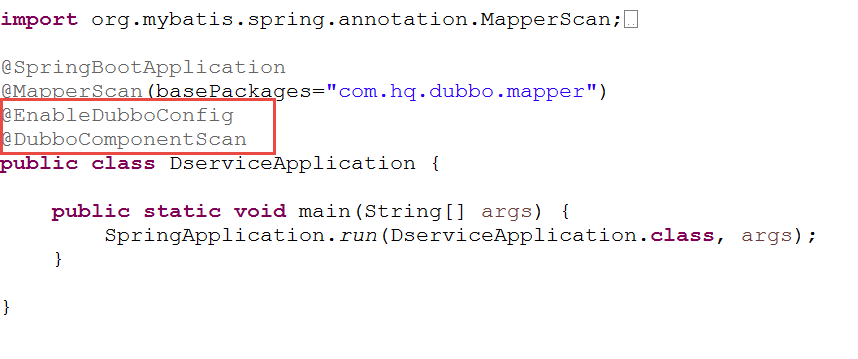 import org.mybatis.spring.annotation.MapperScan;
@SpringBootApplication
@MapperScan(basePackages="com.hq.dubbo.mapper")
@EnableDubboConfig
@DubboComponentScan
public class DserviceApplication {
public static void main(String[] args) {
SpringApplication.run(DserviceApplication.class, args);
}
}